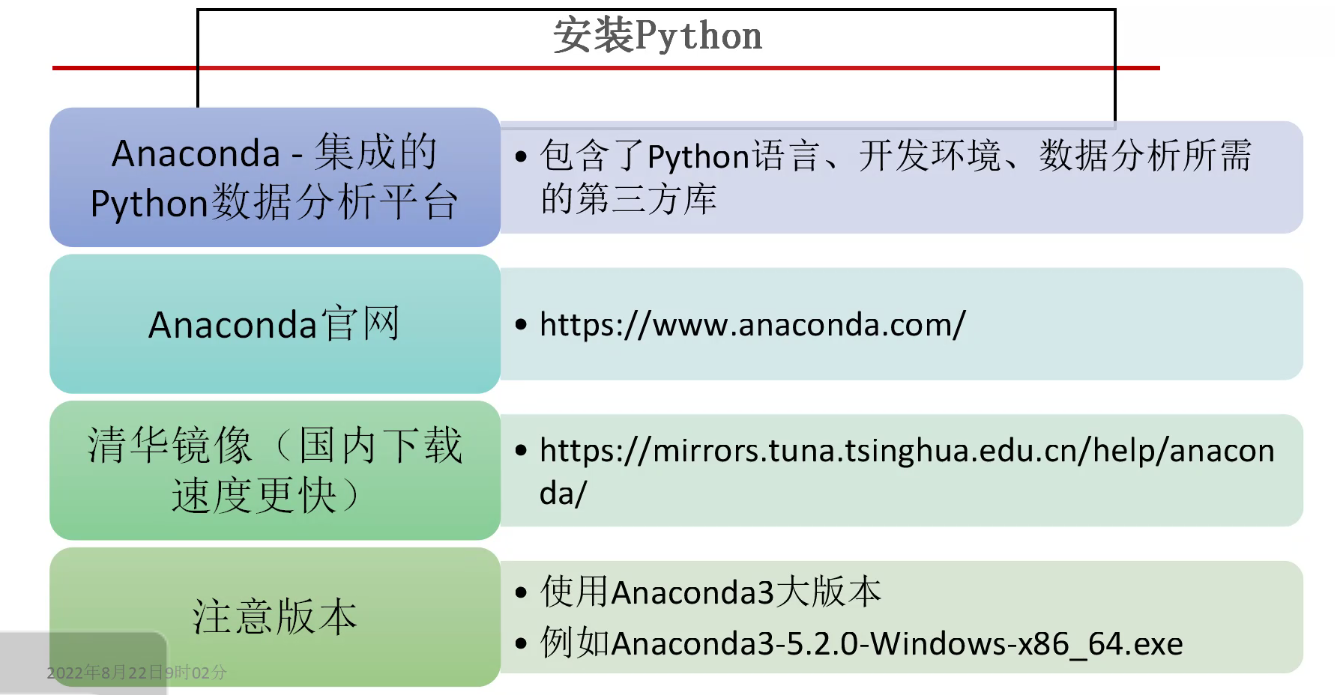 安装Python
Anaconda - 集成的
Python数据分析平台
• 包含了Python语言、开发环境、数据分析所需
的第三方库
Anaconda官网
• https://www.anaconda.com/
清华镜像（国内下载
速度更快）
• https://mirrors.tuna.tsinghua.edu.cn/help/anacon
da/
注意版本
• 使用Anaconda3大版本
• 例如Anaconda3-5.2.0-Windows-x86_64.exe
2022年8月22日9时02分